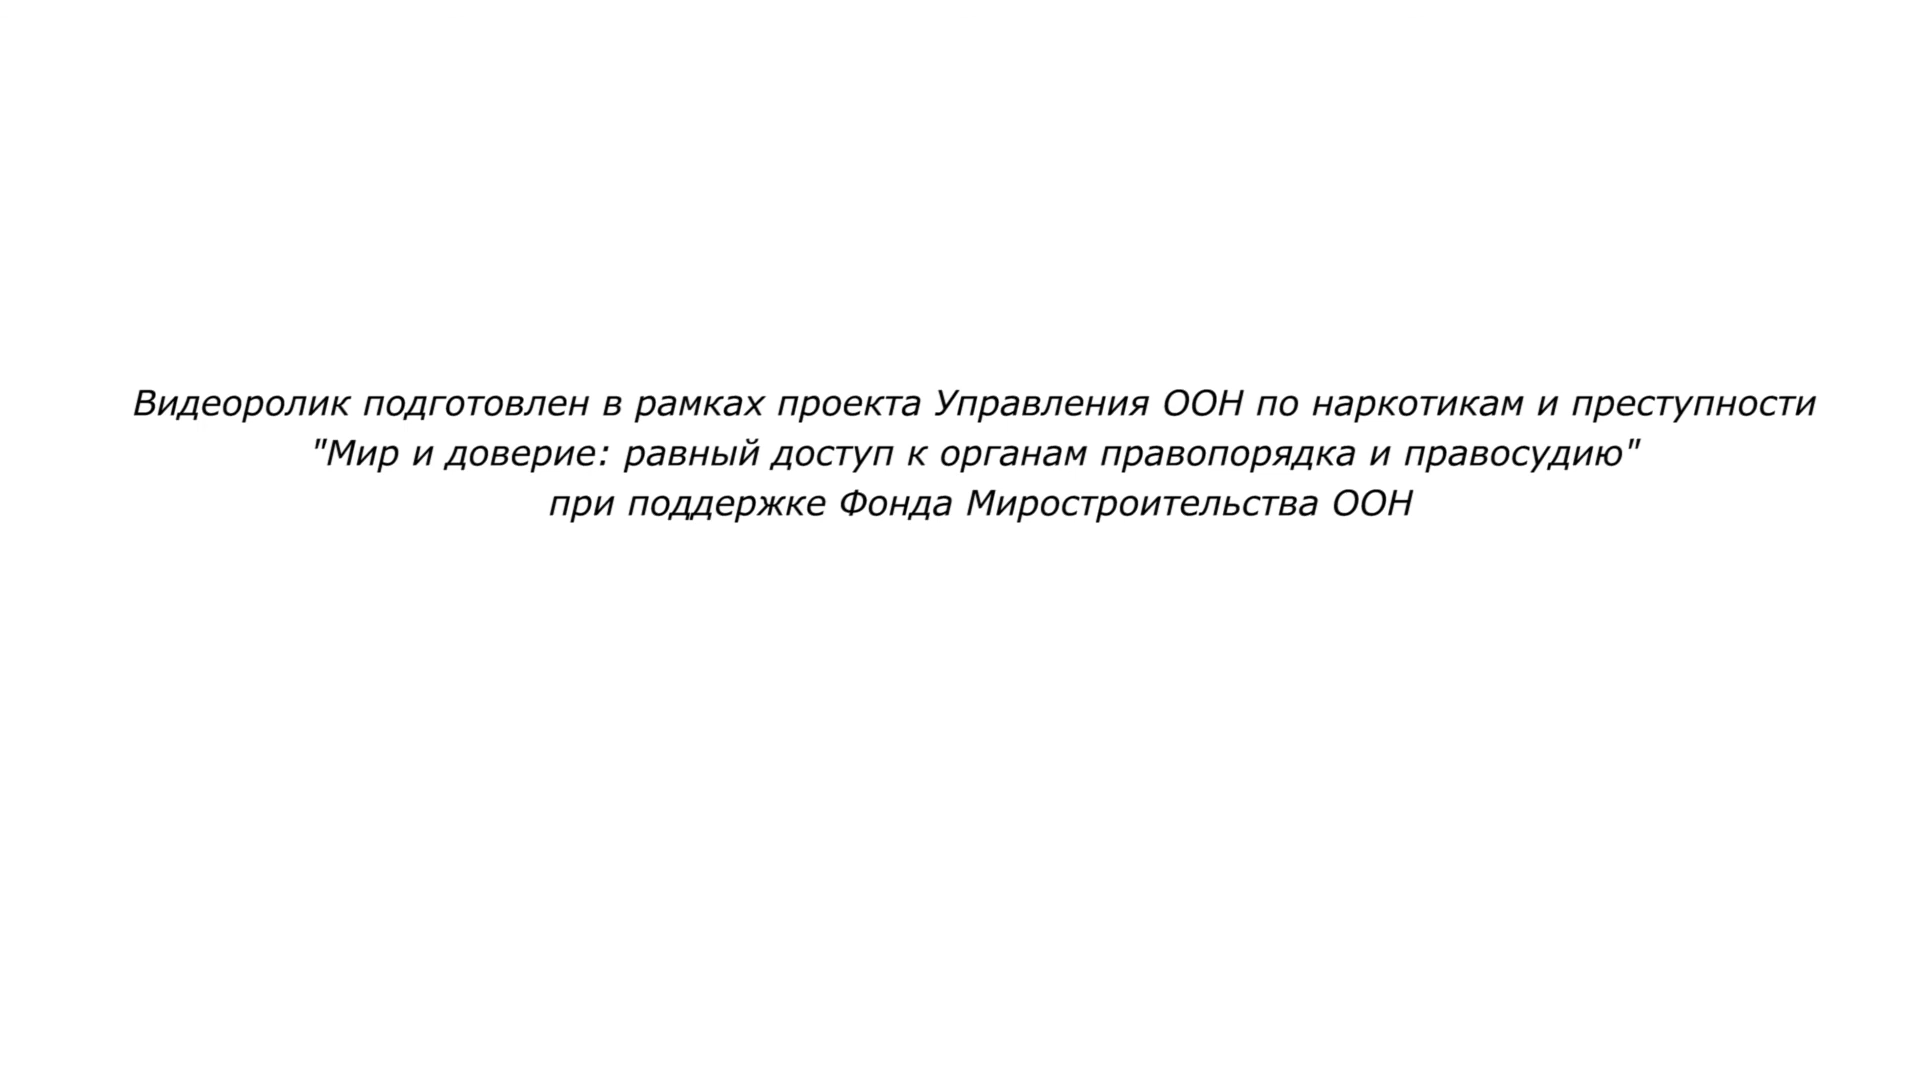 Видеоролик подготовлен в рамках проекта Управления ООН по наркотикам и преступности
"Мир и доверие: равный доступ к органам правопорядка и правосудию"
при поддержке Фонда Миростроительства ООН